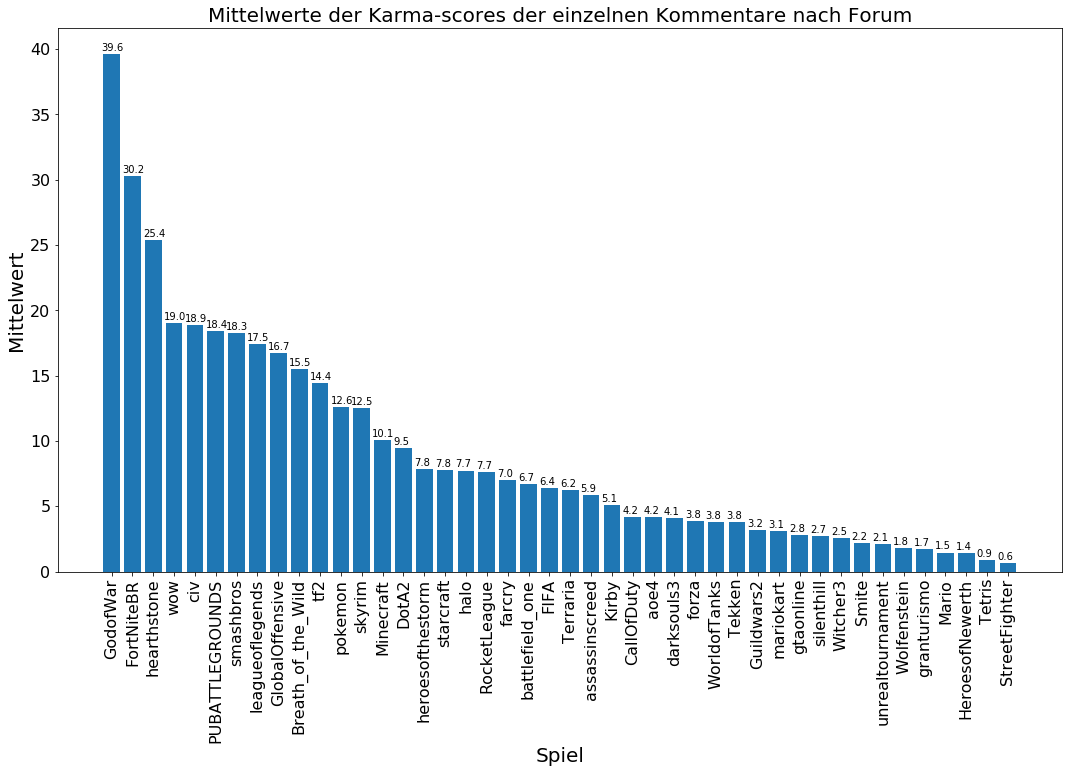 Mittelwerte der Karma-scores der einzelnen Kommentare nach Forum
Mittelwert
40
35
30
25
20
15
10
5
0
39.6
30.2
25.4
19.0
18.9
18.4
18.3
17.5
16.7
15.5
14.4
12.6
12.5
10.1
9.5
7.8
7.8
7.7
7.7
7.0
6.7
6.4
6.2
5.9
5.1
4.2
4.2
4.1
3.8
3.8
3.8
3.2
3.1
2.8
2.7
2.5
2.2
2.1
1.8
1.7
1.5
1.4
0.9
0.6
GodofWar
FortNiteBR
hearthstone
wow
civ
PUBATTLEGROUNDS
smashbros
leagueoflegends
GlobalOffensive
Breath_of_the_Wild
tf2
pokemon
skyrim
Minecraft
DotA2
heroesofthestorm
starcraft
halo
RocketLeague
farcry
battlefield_one
FIFA
Terraria
assassinscreed
Kirby
CallOfDuty
aoe4
darksouls3
forza
WorldofTanks
Tekken
Guildwars2
mariokart
gtaonline
silenthill
Witcher3
Smite
unrealtournament
Wolfenstein
granturismo
Mario
HeroesofNewerth
Tetris
StreetFighter
Spiel